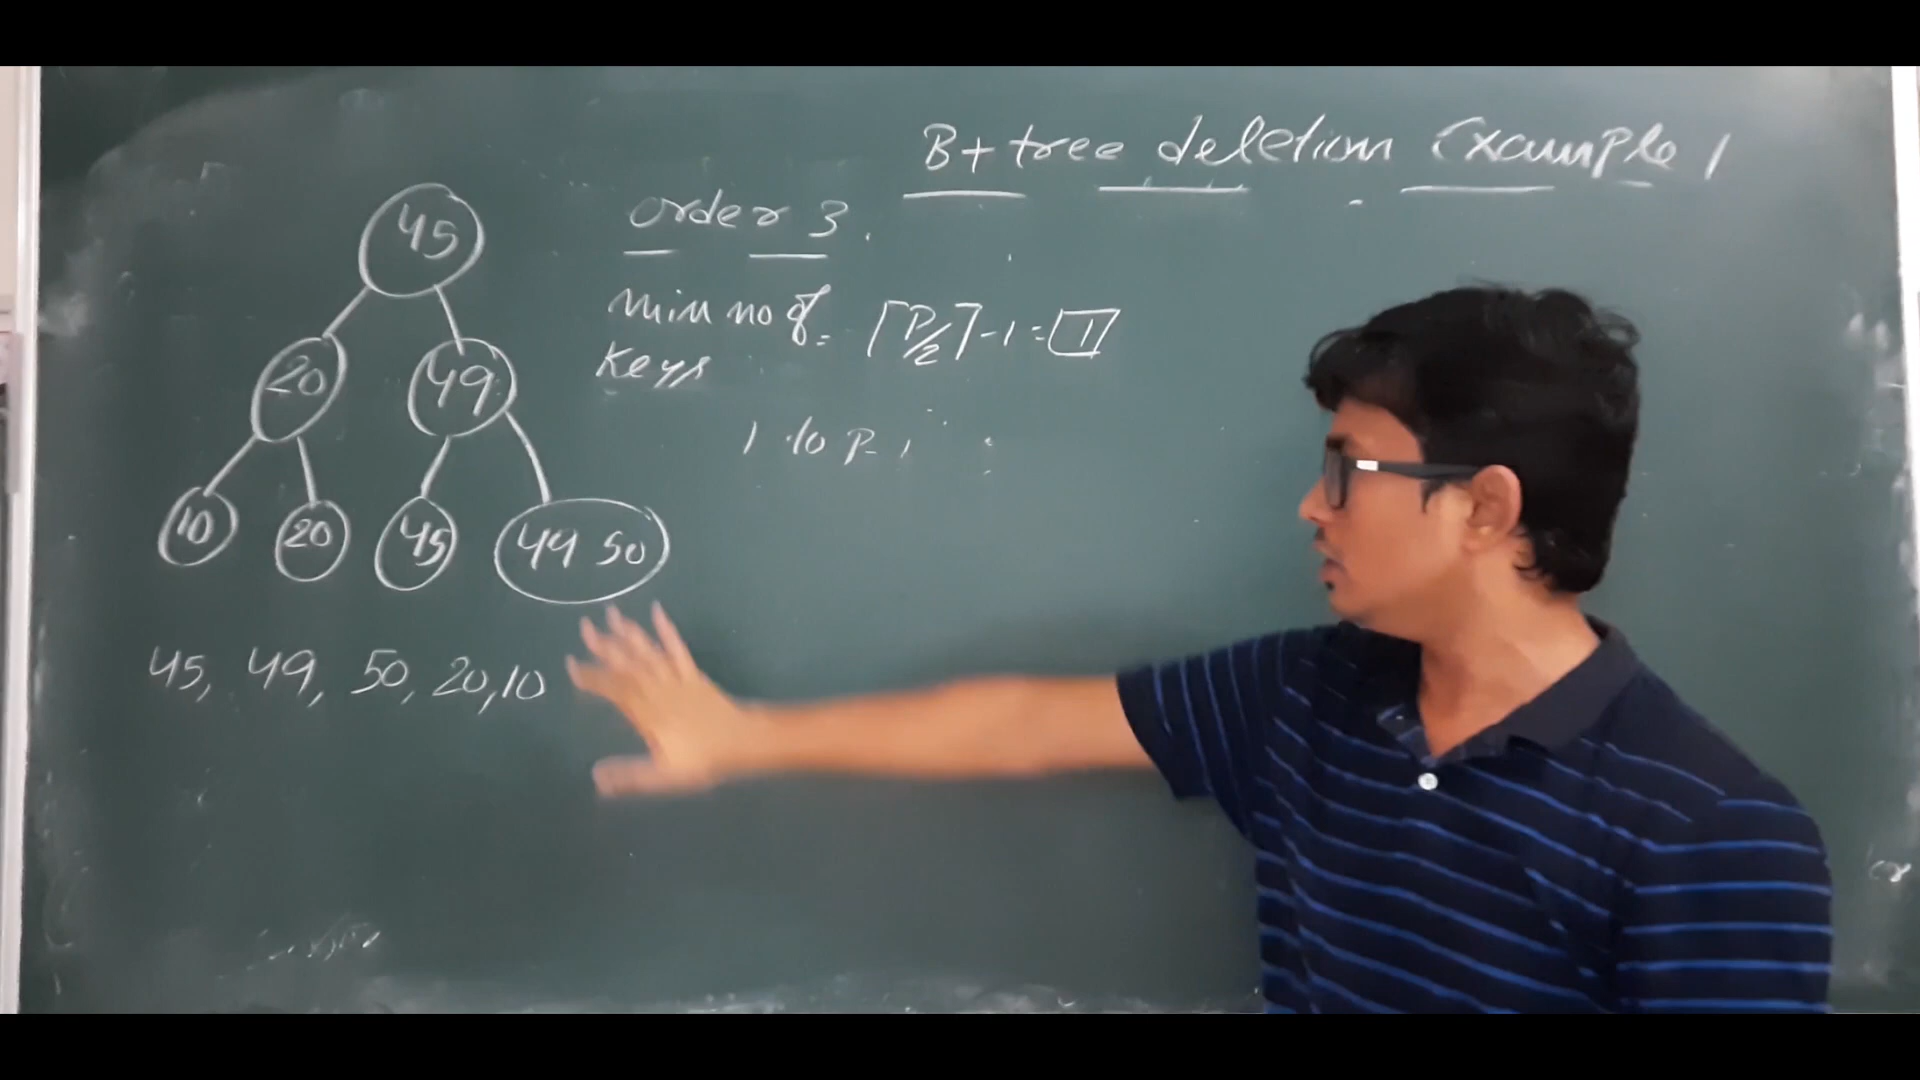 B+ tree deletion Example 1
order 3.
min no of = ⌈P/2⌉-1 = 1
keys
1 to P-1
45
20 49
10 20 45 49 50
45, 49, 50, 20, 10